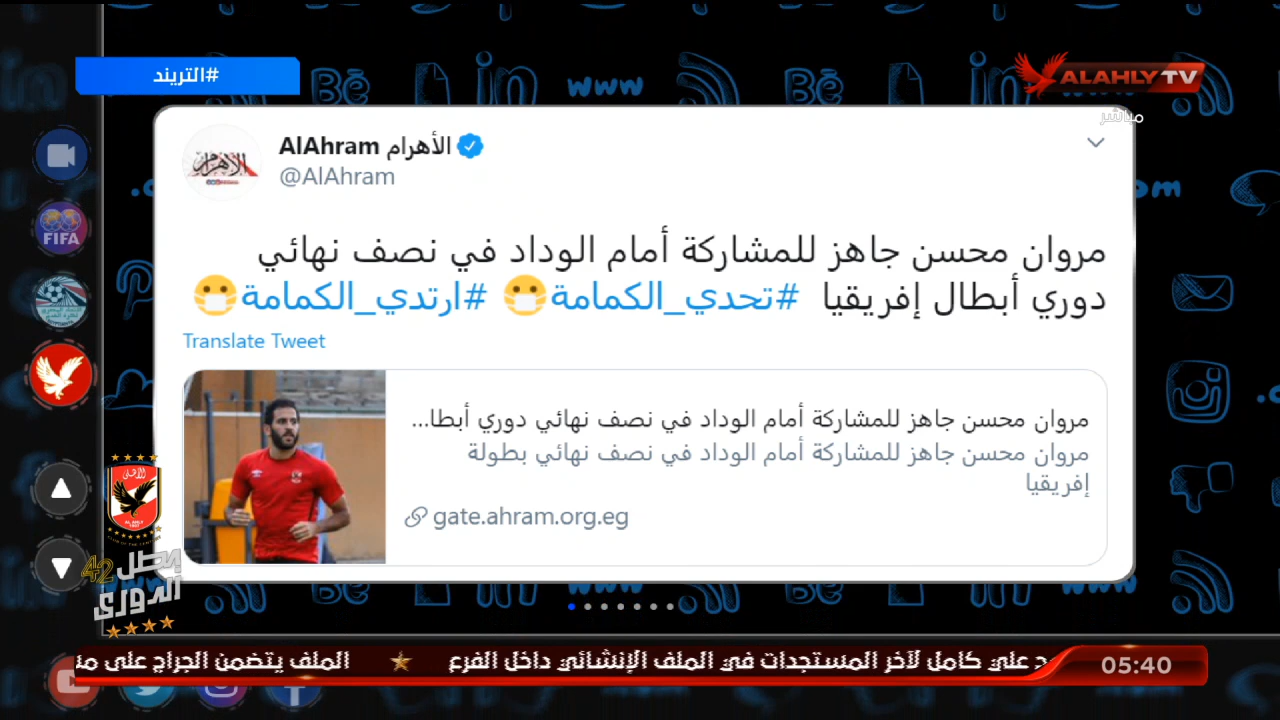 #التريند
ALAHLY TV
مباشر
AlAhram الأهرام
@AlAhram
مروان محسن جاهز للمشاركة أمام الوداد في نصف نهائي
دوري أبطال إفريقيا #تحدي_الكمامة😷 #ارتدي_الكمامة😷
Translate Tweet
مروان محسن جاهز للمشاركة أمام الوداد في نصف نهائي دوري أبطا...
مروان محسن جاهز للمشاركة أمام الوداد في نصف نهائي بطولة
إفريقيا
gate.ahram.org.eg
FIFA
بطل 42
الدوري
د علي كامل لآخر المستجدات في الملف الإنشائي داخل الفرع
الملف يتضمن الجراج على
05:40